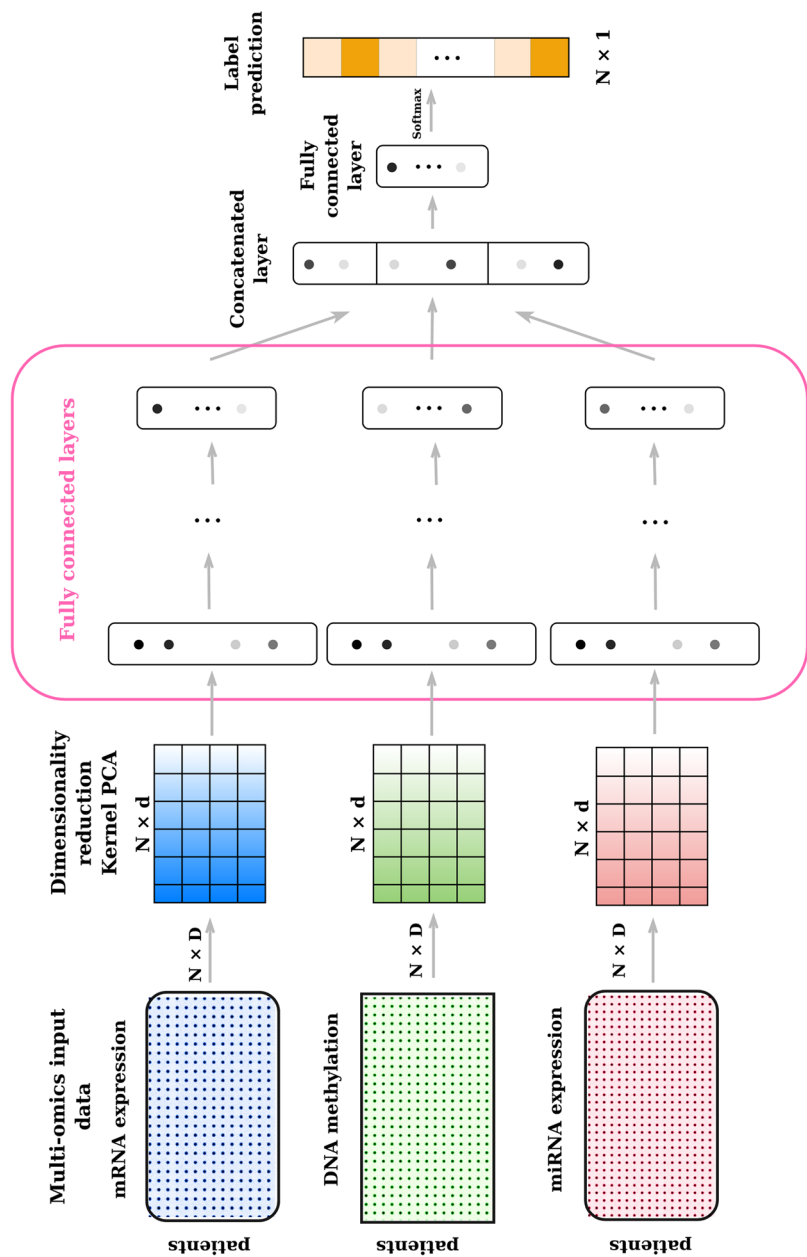 Multi-omics input
data
mRNA expression
patients
N × D
Dimensionality
reduction
Kernel PCA
N × d
DNA methylation
patients
N × D
N × d
miRNA expression
patients
N × D
N × d
Fully connected layers
...
...
...
...
...
...
...
...
...
Concatenated
layer
Fully
connected
layer
...
Softmax
Label
prediction
...
N × 1